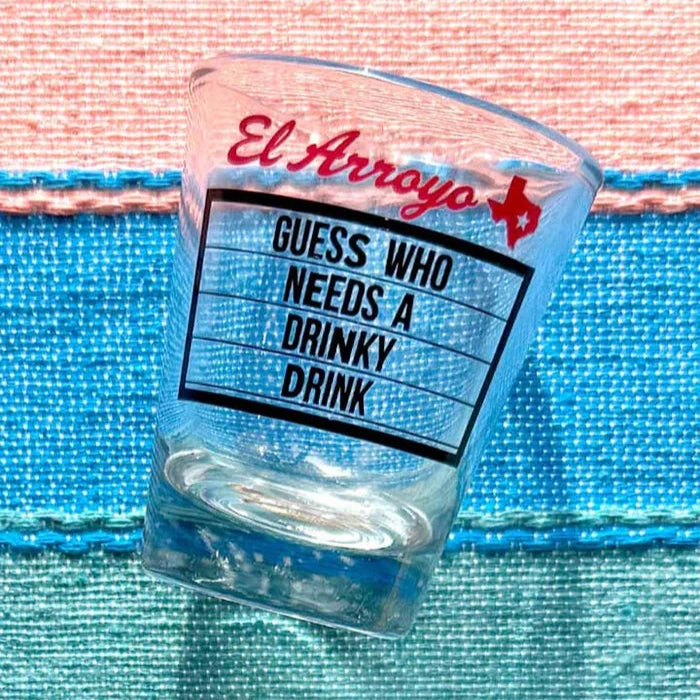 El Arroyo
GUESS WHO
NEEDS A
DRINKY
DRINK